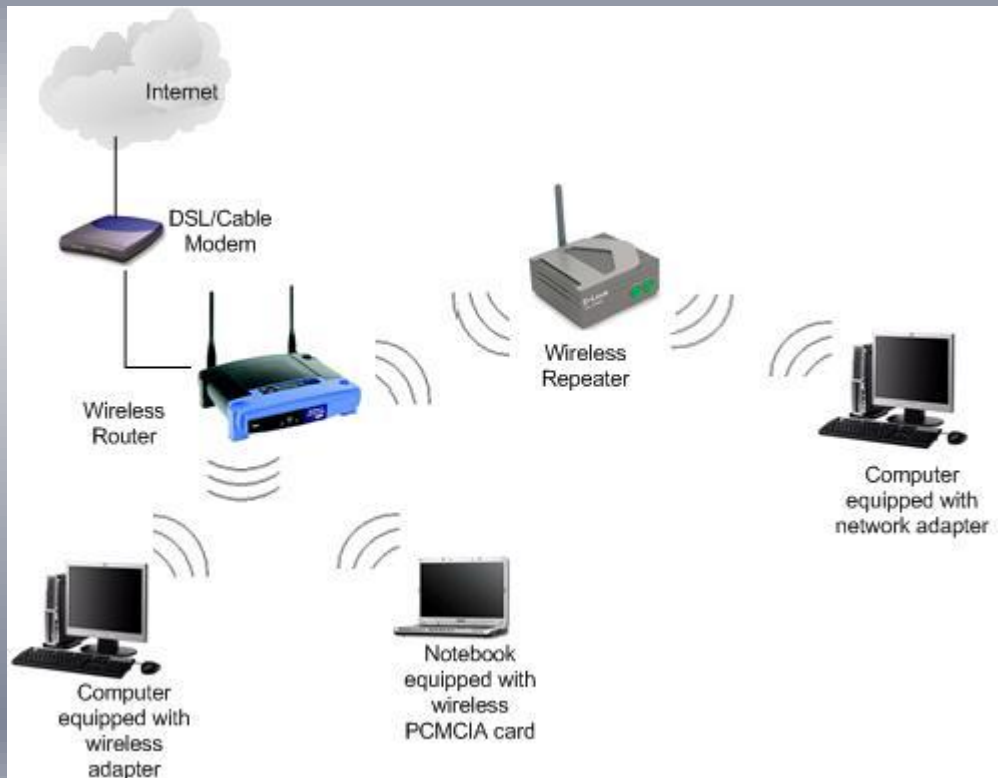 Internet
DSL/Cable
Modem
Wireless
Router
D-Link
Wireless
Repeater
Computer
equipped with
network adapter
Computer
equipped with
wireless
adapter
Notebook
equipped with
wireless
PCMCIA card